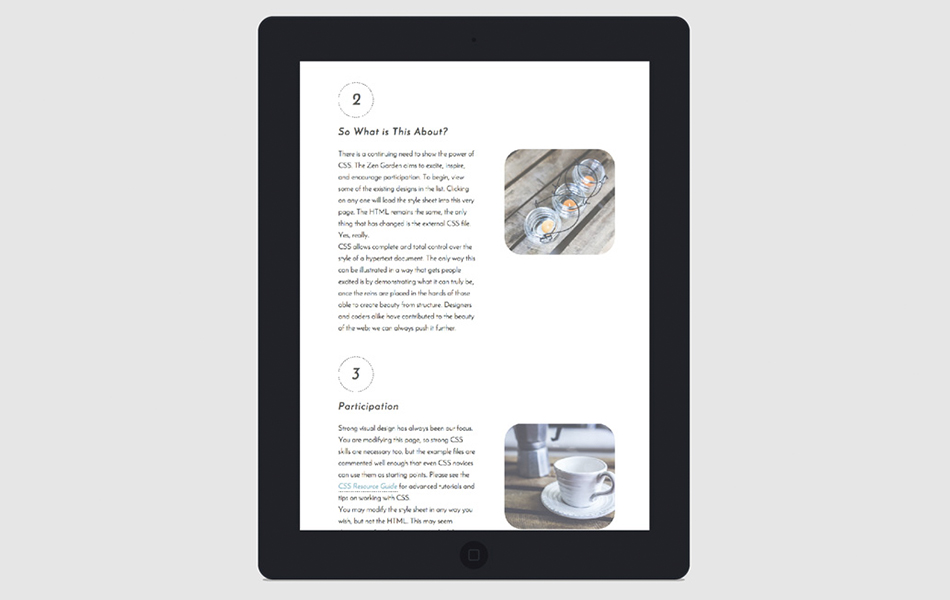 2
So What is This About?
There is a continuing need to show the power of
CSS. The Zen Garden aims to excite, inspire,
and encourage participation. To begin, view
some of the existing designs in the list. Clicking
on any one will load the style sheet into this very
page. The HTML remains the same, the only
thing that has changed is the external CSS file.
Yes, really.
CSS allows complete and total control over the
style of a hypertext document. The only way this
can be illustrated in a way that gets people
excited is by demonstrating what it can truly be,
once the reins are placed in the hands of those
able to create beauty from structure. Designers
and coders alike have contributed to the beauty
of the web; we can always push it further.
3
Participation
Strong visual design has always been our focus.
You are modifying this page, so strong CSS
skills are necessary too, but the example files are
commented well enough that even CSS novices
can use them as starting points. Please see the
CSS Resource Guide for advanced tutorials and
tips on working with CSS.
You may modify the style sheet in any way you
wish, but not the HTML. This may seem